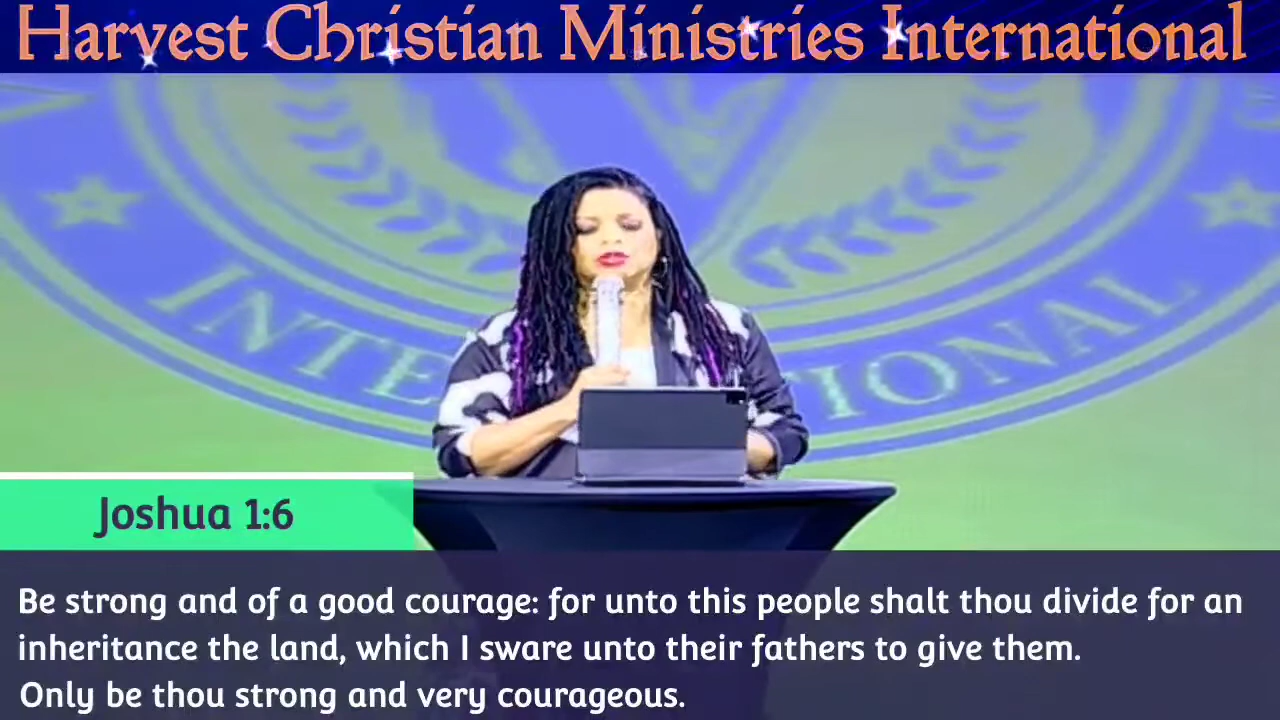 Harvest Christian Ministries International
INTE
TIONAL
Joshua 1:6
Be strong and of a good courage: for unto this people shalt thou divide for an
inheritance the land, which I sware unto their fathers to give them.
Only be thou strong and very courageous.